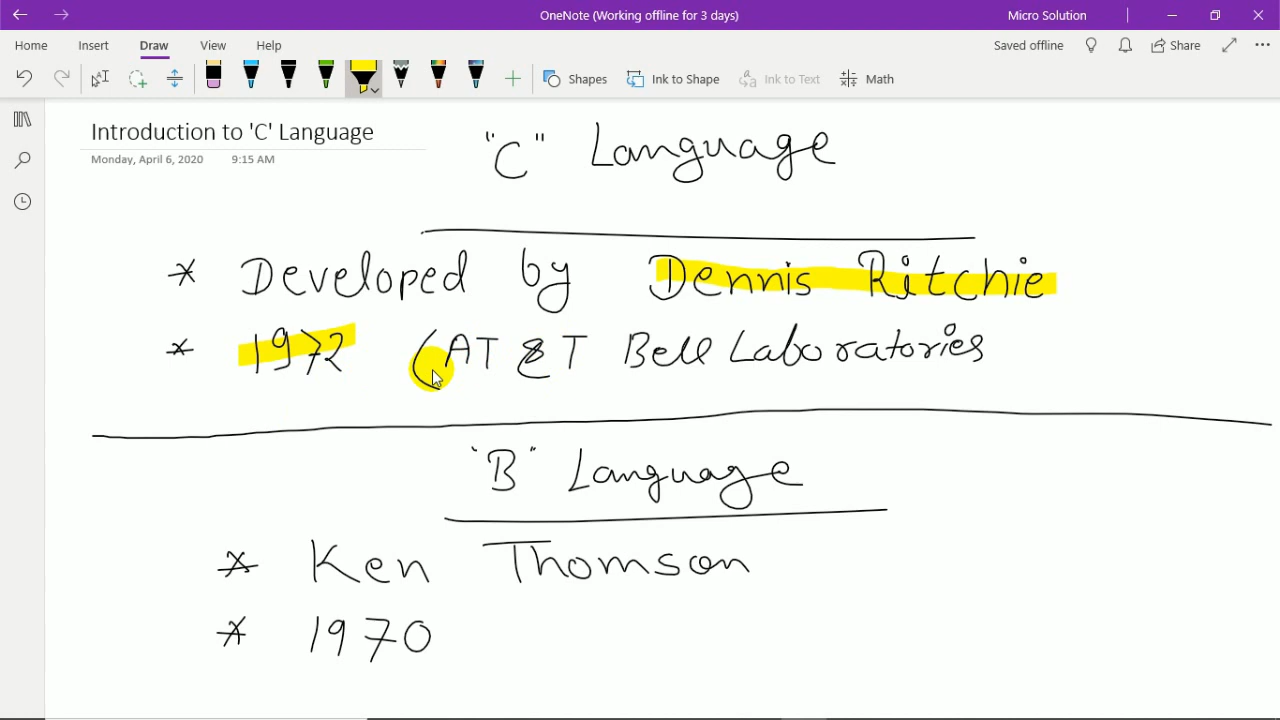 OneNote (Working offline for 3 days)
Micro Solution
Home Insert Draw View Help
Saved offline Share
Shapes Ink to Shape Ink to Text Math
Introduction to 'C' Language
Monday, April 6, 2020 9:15 AM
"C" Language
* Developed by Dennis Ritchie
* 1972 (AT & T Bell Laboratories
"B" Language
* Ken Thomson
* 1970